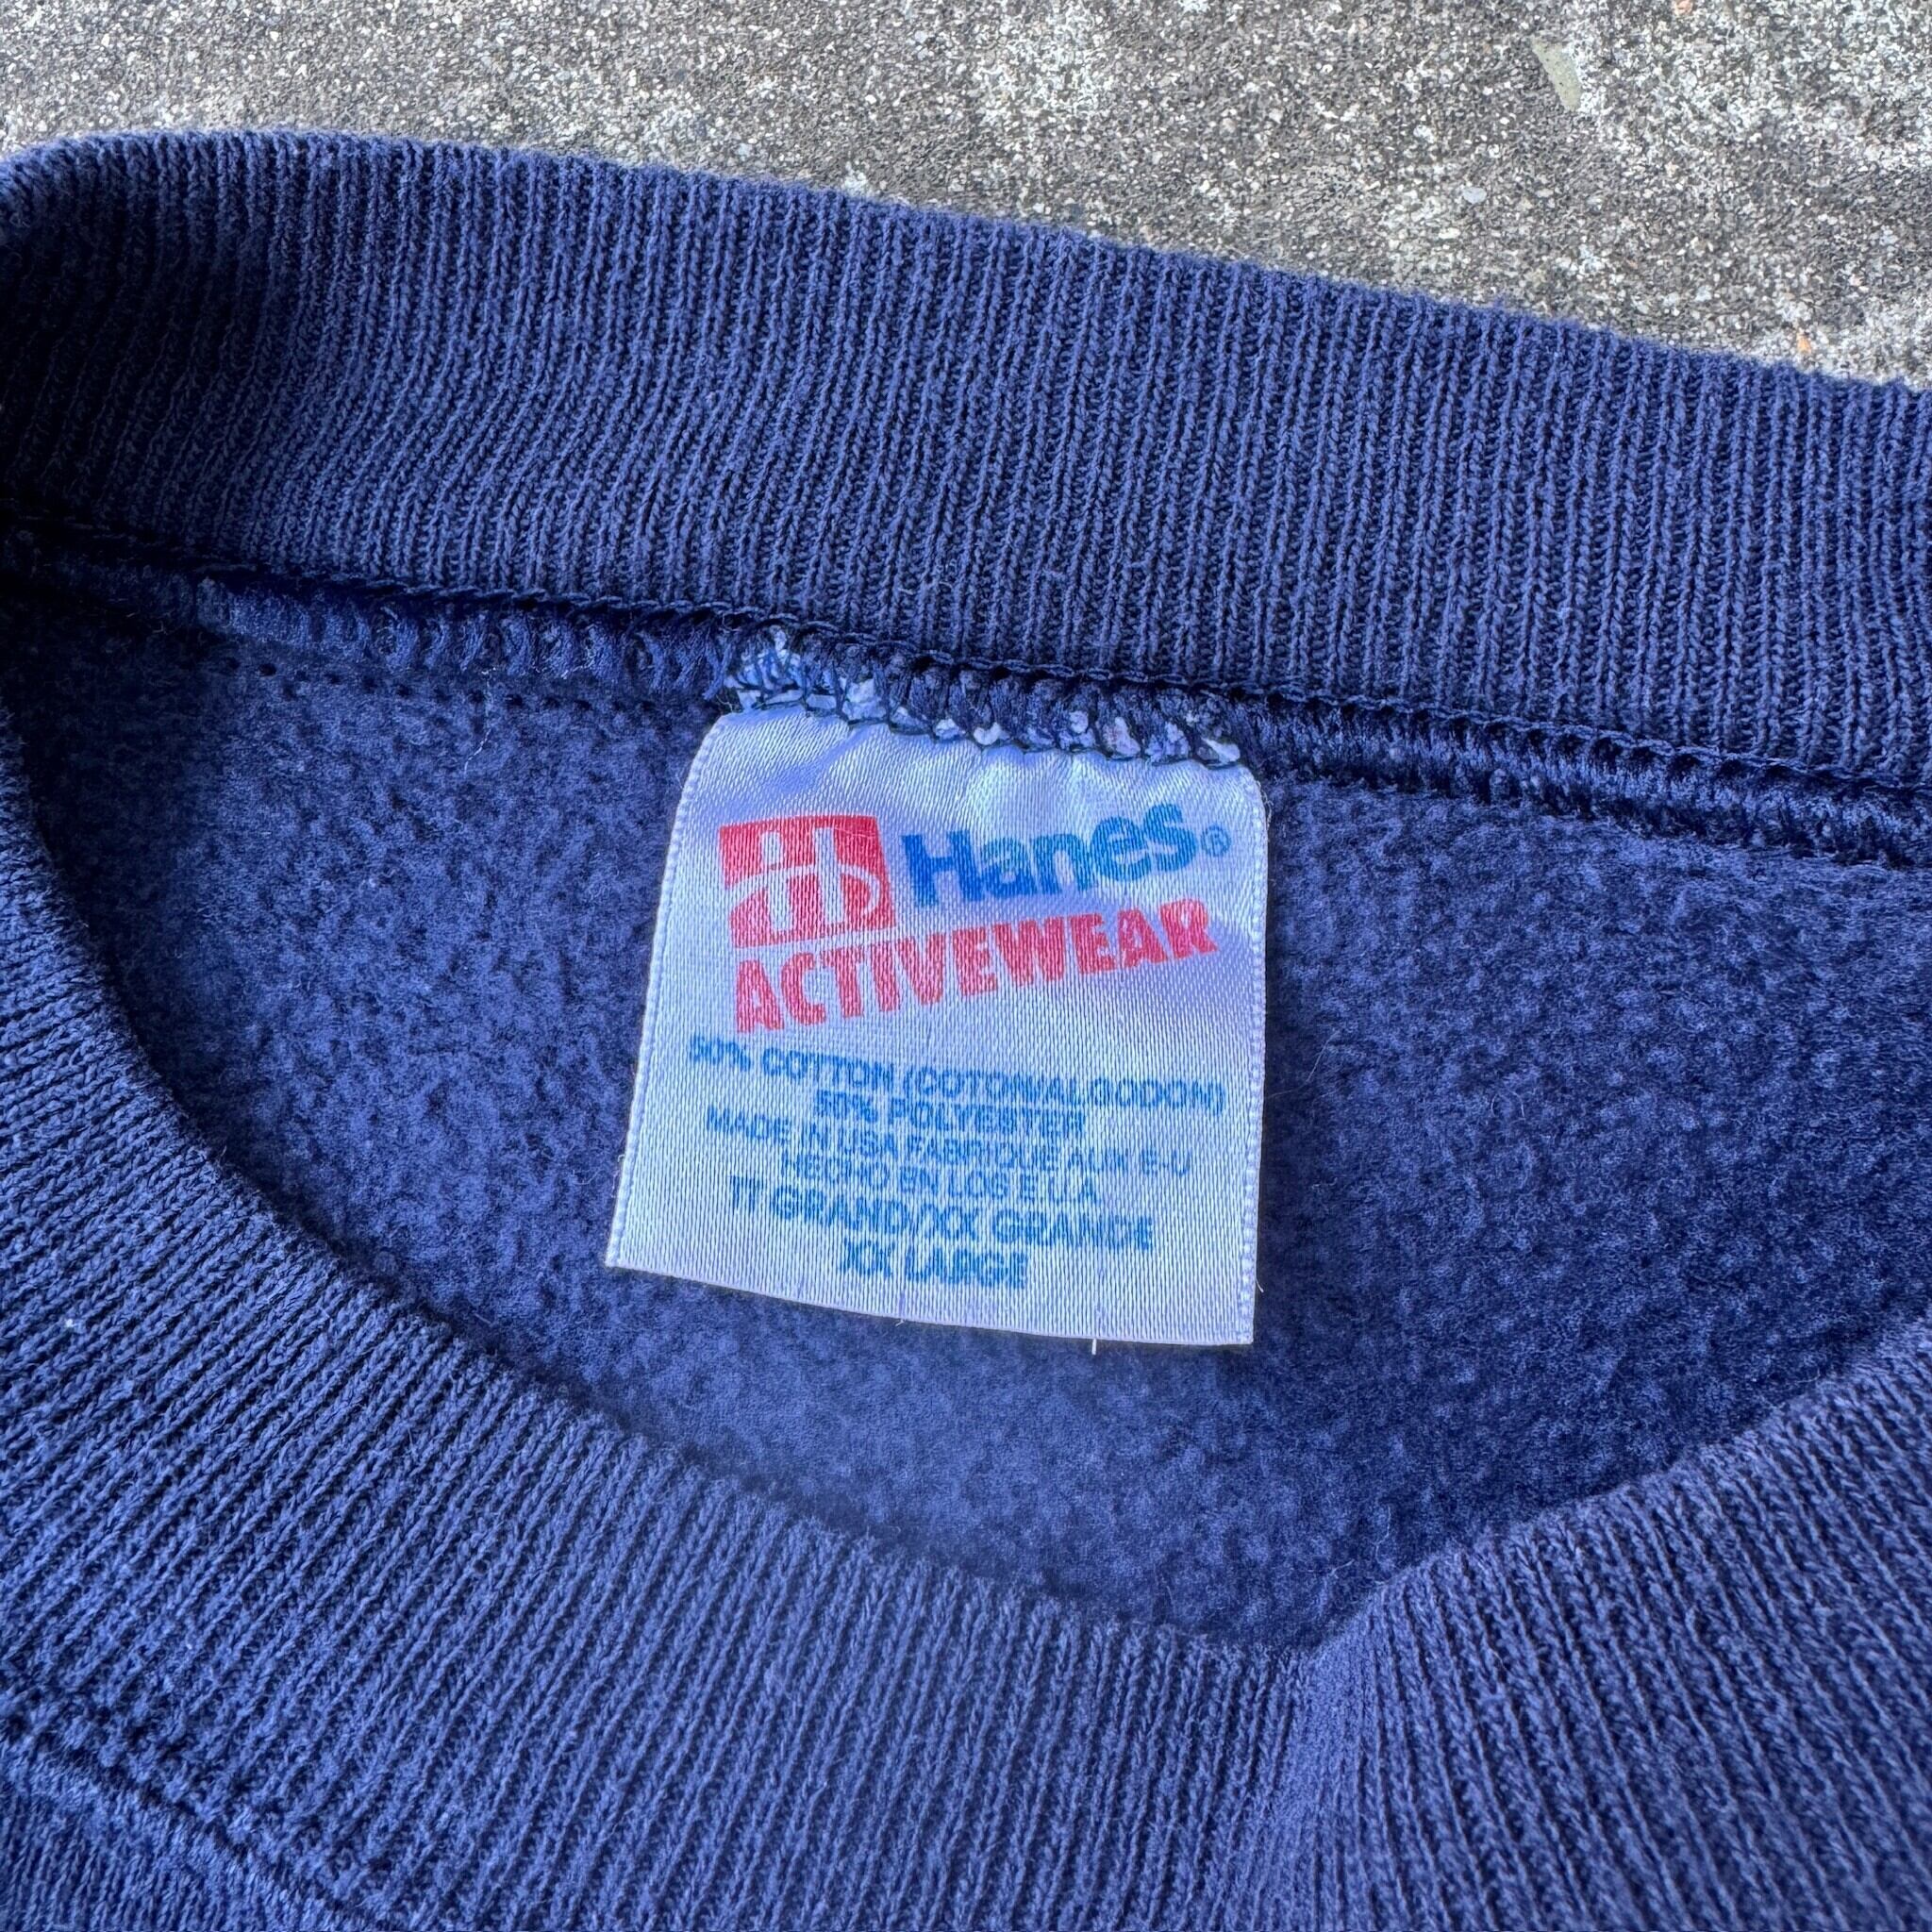 H Hanes®
ACTIVEWEAR
50% COTTON (COTON/ALGODON)
50% POLYESTER
MADE IN USA FABRIQUE AUX E-U
HECHO EN LOS E U A
TT GRAND/XX GRANDE
XX LARGE